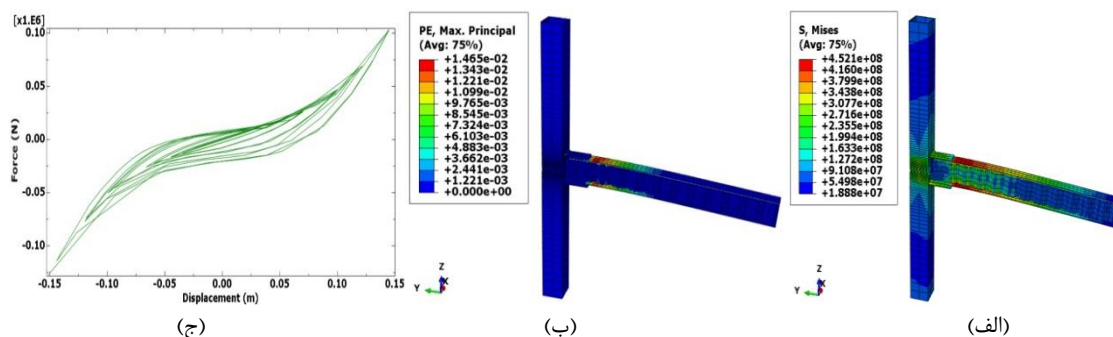 [x1.E6]
0.10
0.05
0.00
-0.05
-0.10
Force (N)
-0.15 -0.10 -0.05 0.00 0.05 0.10 0.15
Displacement (m)
(ج)
PE, Max. Principal
(Avg: 75%)
+1.465e-02
+1.343e-02
+1.221e-02
+1.099e-02
+9.765e-03
+8.545e-03
+7.324e-03
+6.103e-03
+4.883e-03
+3.662e-03
+2.441e-03
+1.221e-03
+0.000e+00
Z
Y X
(ب)
S, Mises
(Avg: 75%)
+4.521e+08
+4.160e+08
+3.799e+08
+3.438e+08
+3.077e+08
+2.716e+08
+2.355e+08
+1.994e+08
+1.633e+08
+1.272e+08
+9.108e+07
+5.498e+07
+1.888e+07
Z
Y X
(الف)